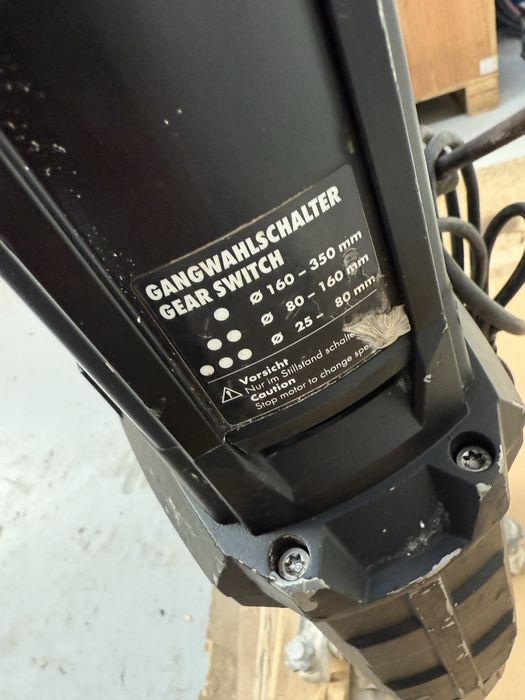 GANGWAHLSCHALTER
GEAR SWITCH
● ø 160 – 350 mm
●● ø 80 – 160 mm
●●● ø 25 – 80 mm
Vorsicht
Nur im Stillstand
Caution
Stop motor to change